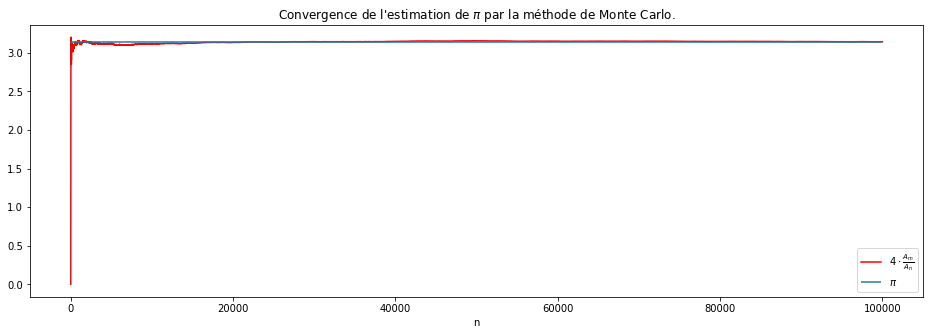 Convergence de l'estimation de π par la méthode de Monte Carlo.
3.0
2.5
2.0
1.5
1.0
0.5
0.0
0 20000 40000 60000 80000 100000
n
4 · A_m/A_n
π